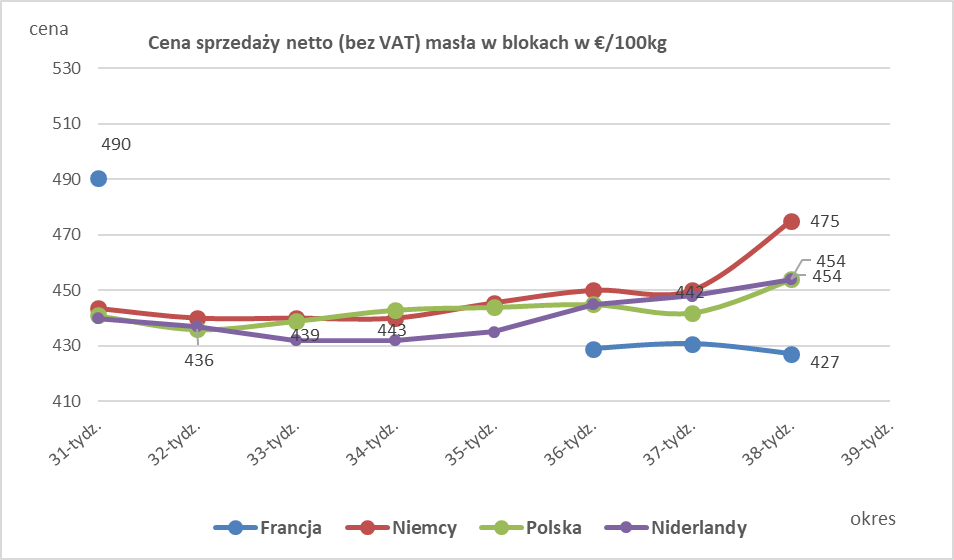 cena
Cena sprzedaży netto (bez VAT) masła w blokach w €/100kg
530
510
490
470
450
430
410
490
436
439
443
442
475
454
454
427
31-tydz.
32-tydz.
33-tydz.
34-tydz.
35-tydz.
36-tydz.
37-tydz.
38-tydz.
39-tydz.
okres
Francja Niemcy Polska Niderlandy